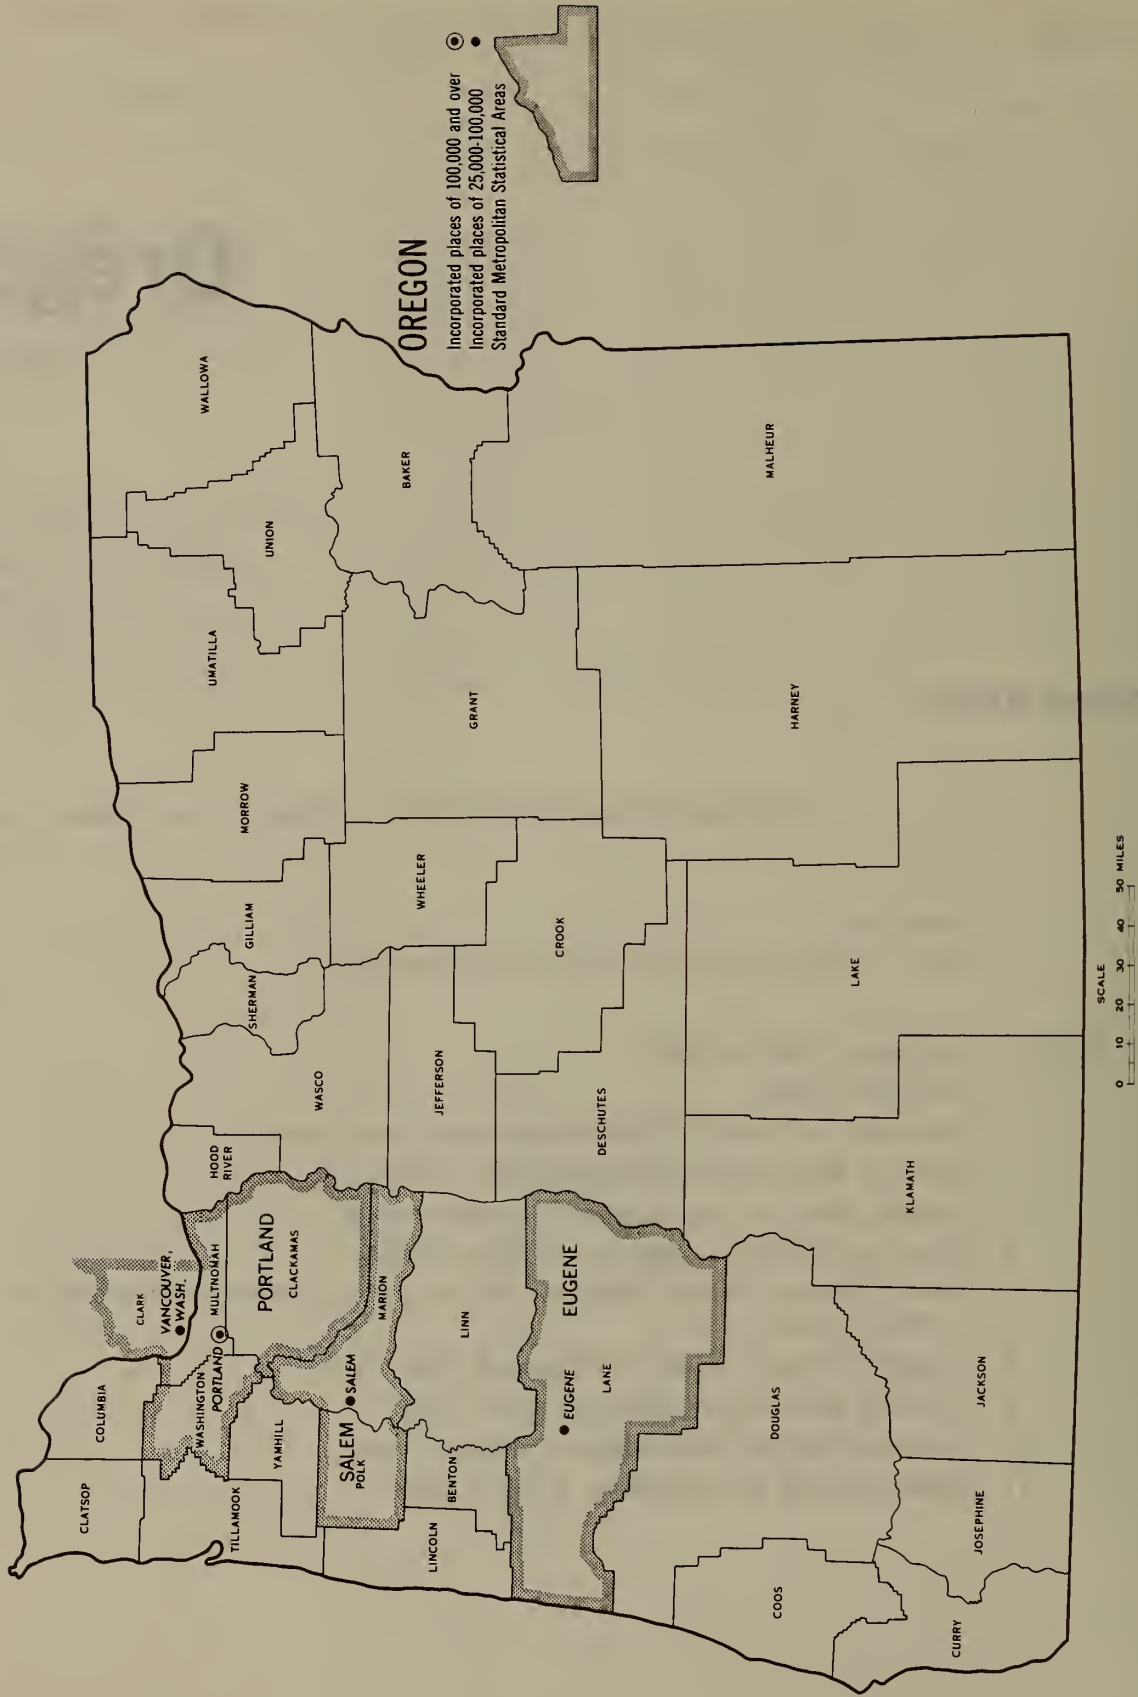 OREGON
Incorporated places of 100,000 and over
Incorporated places of 25,000-100,000
Standard Metropolitan Statistical Areas
CLATSOP
COLUMBIA
CLARK
VANCOUVER,
WASH.
TILLAMOOK
WASHINGTON
PORTLAND
MULTNOMAH
HOOD
RIVER
PORTLAND
CLACKAMAS
YAMHILL
SALEM
POLK
SALEM
MARION
WASCO
SHERMAN
GILLIAM
MORROW
UMATILLA
UNION
WALLOWA
LINCOLN
BENTON
LINN
JEFFERSON
WHEELER
GRANT
BAKER
EUGENE
EUGENE
LANE
DESCHUTES
CROOK
COOS
DOUGLAS
KLAMATH
LAKE
HARNEY
MALHEUR
CURRY
JOSEPHINE
JACKSON
SCALE
0 10 20 30 40 50 MILES